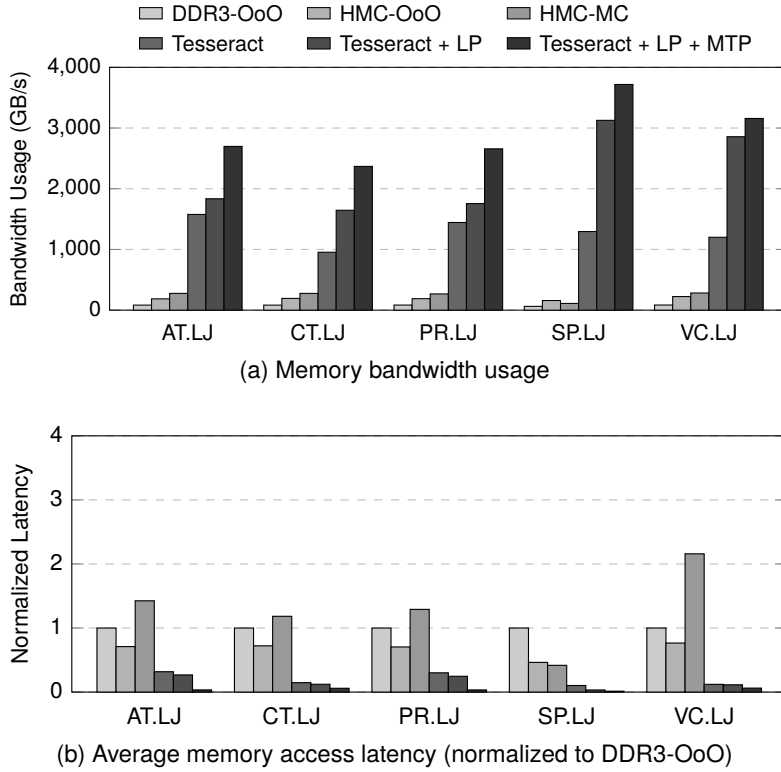 DDR3-OoO HMC-OoO HMC-MC
Tesseract Tesseract + LP Tesseract + LP + MTP
Bandwidth Usage (GB/s)
4,000
3,000
2,000
1,000
0
AT.LJ CT.LJ PR.LJ SP.LJ VC.LJ
(a) Memory bandwidth usage
Normalized Latency
4
3
2
1
0
AT.LJ CT.LJ PR.LJ SP.LJ VC.LJ
(b) Average memory access latency (normalized to DDR3-OoO)